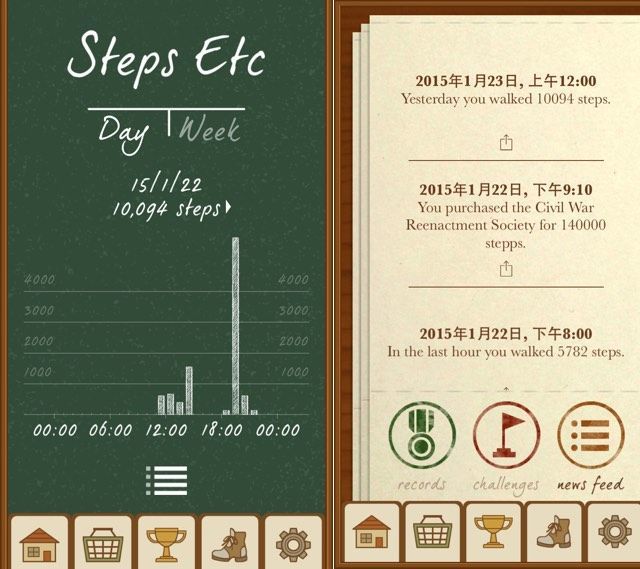 Steps Etc
Day Week
15/1/22
10,094 steps
4000 4000
3000 3000
2000 2000
1000 1000
00:00 06:00 12:00 18:00 00:00
2015年1月23日, 上午12:00
Yesterday you walked 10094 steps.
2015年1月22日, 下午9:10
You purchased the Civil War
Reenactment Society for 140000
stepps.
2015年1月22日, 下午8:00
In the last hour you walked 5782 steps.
records challenges news feed